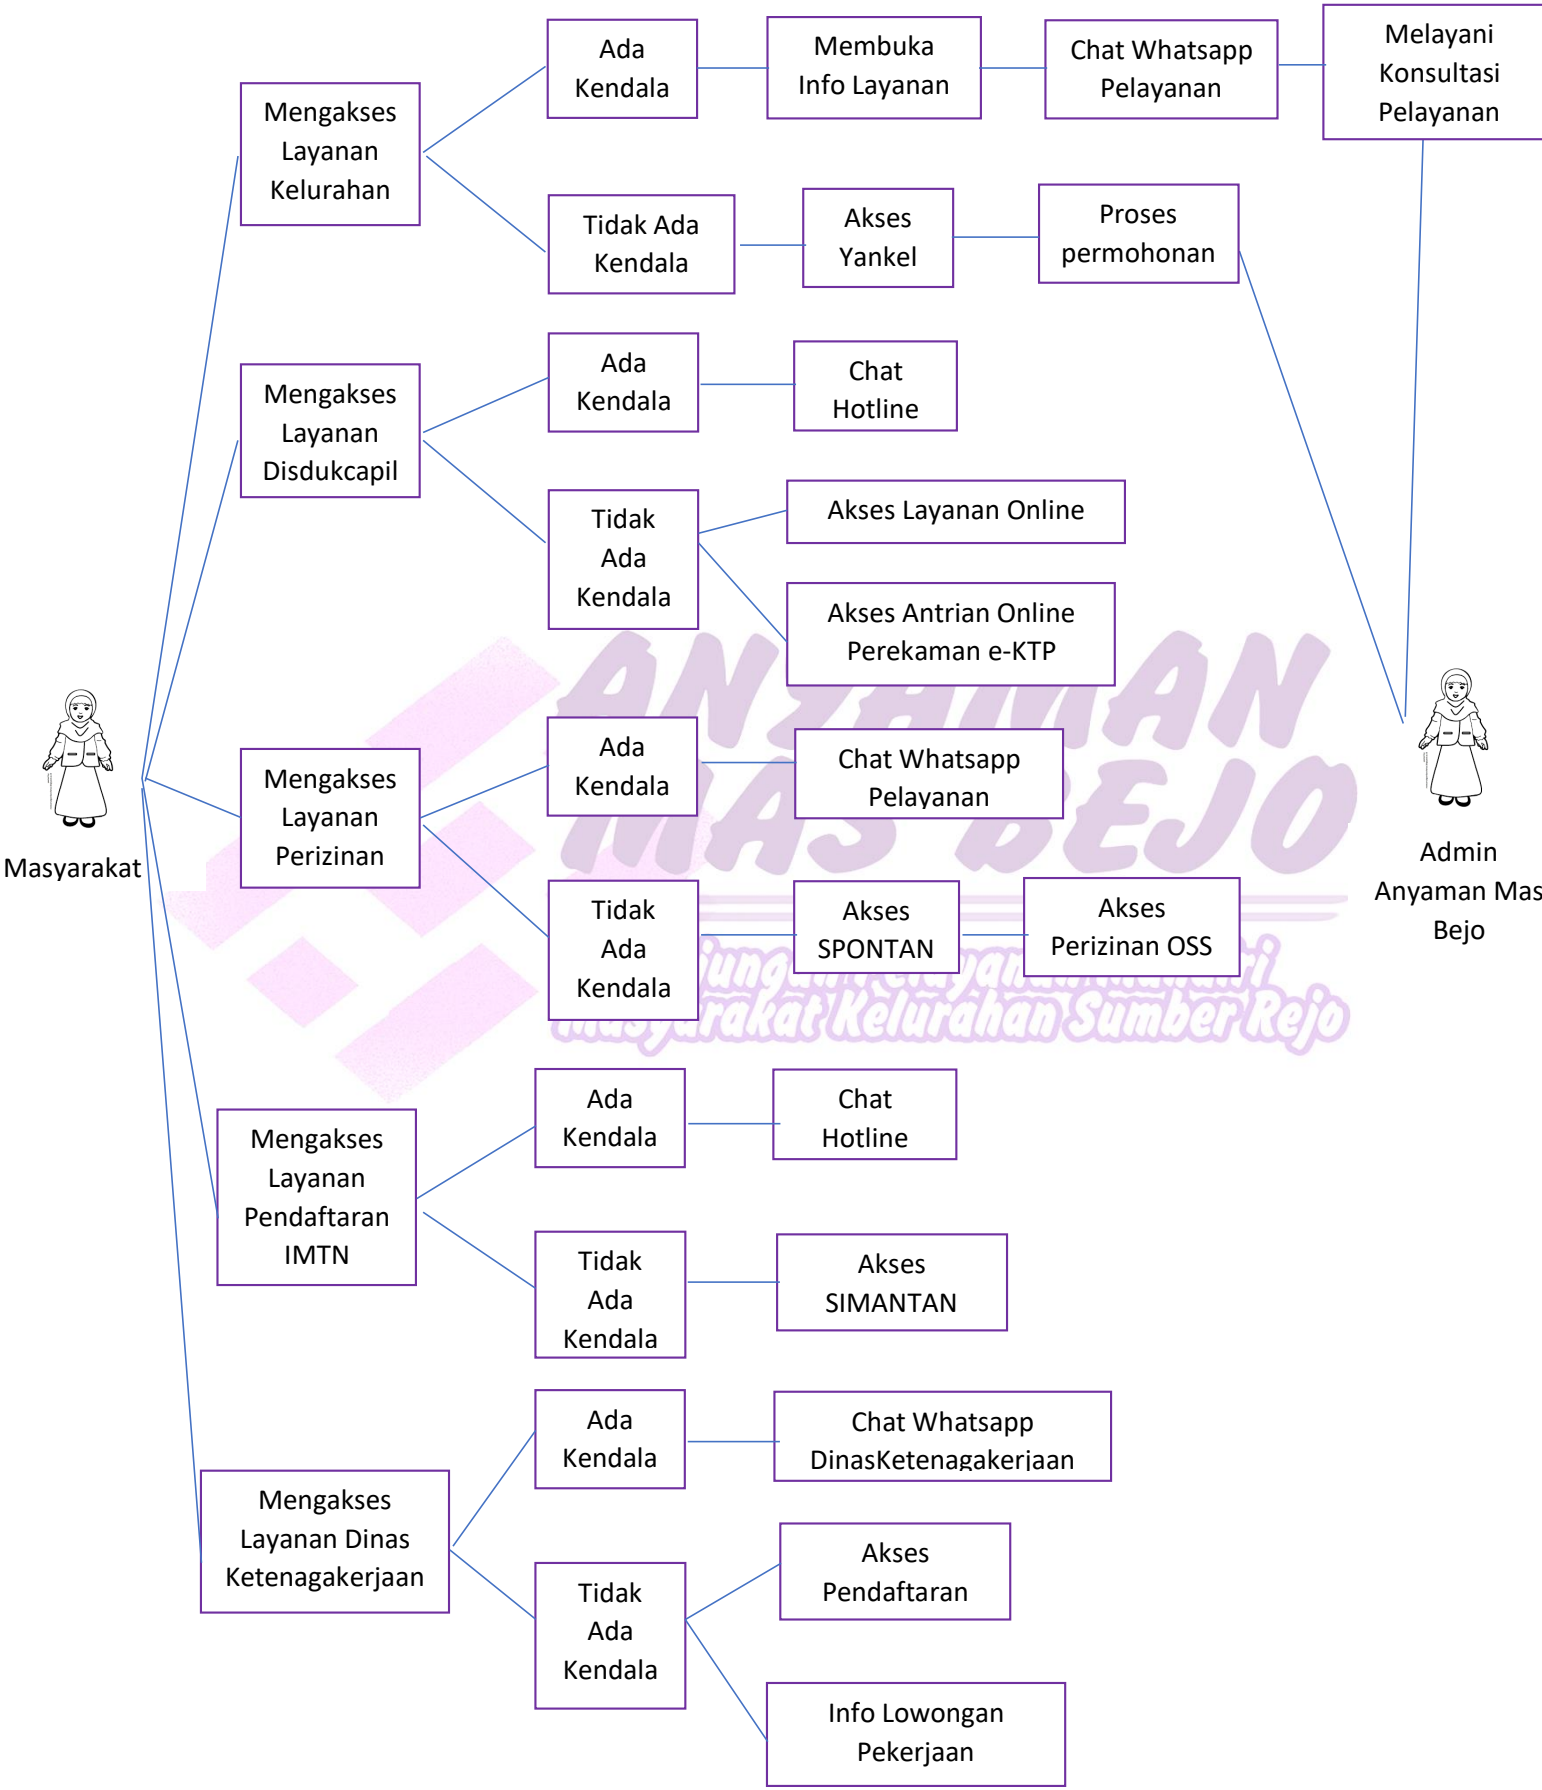 Ada
Kendala
Membuka
Info Layanan
Chat Whatsapp
Pelayanan
Melayani
Konsultasi
Pelayanan
Mengakses
Layanan
Kelurahan
Tidak Ada
Kendala
Akses
Yankel
Proses
permohonan
Mengakses
Layanan
Disdukcapil
Ada
Kendala
Chat
Hotline
Tidak
Ada
Kendala
Akses Layanan Online
Akses Antrian Online
Perekaman e-KTP
ANYAMAN
MAS BEJO
Masyarakat
Mengakses
Layanan
Perizinan
Ada
Kendala
Chat Whatsapp
Pelayanan
Admin
Anyaman Mas
Bejo
Tidak
Ada
Kendala
Akses
SPONTAN
Akses
Perizinan OSS
Masyarakat Kelurahan Sumber Rejo
Mengakses
Layanan
Pendaftaran
IMTN
Ada
Kendala
Chat
Hotline
Tidak
Ada
Kendala
Akses
SIMANTAN
Mengakses
Layanan Dinas
Ketenagakerjaan
Ada
Kendala
Chat Whatsapp
DinasKetenagakerjaan
Tidak
Ada
Kendala
Akses
Pendaftaran
Info Lowongan
Pekerjaan